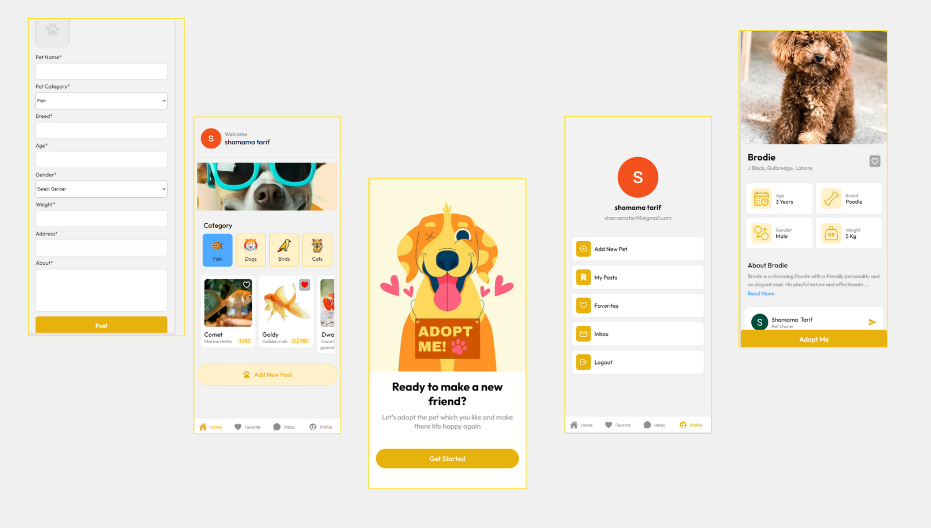 Pet Name*
Pet Category*
Fish
Breed*
Age*
Gender*
Select Gender
Weight*
Address*
About*
Post
S
Welcome
shamama tarif
Category
Fish
Dogs
Birds
Cats
Comet
Goldy
Golden Fish
Add New Post
Home
Favorite
Inbox
Profile
ADOPT
ME!
Ready to make a new
friend?
Let's adopt the pet which you like and make
there life happy again
Get Started
S
shamama tarif
shamamatarif6@gmail.com
Add New Pet
My Posts
Favorites
Inbox
Logout
Home
Favorite
Inbox
Profile
Brodie
J Block, Gulbredge, Lahore
Age
3 Years
Breed
Poodle
Gender
Male
Weight
5 Kg
KG
About Brodie
Brodie is a charming Poodle with a friendly personality and
an elegant coat. His playful nature and affectionate ...
Read More
S
Shamama Tarif
Pet Owner
Adopt Me